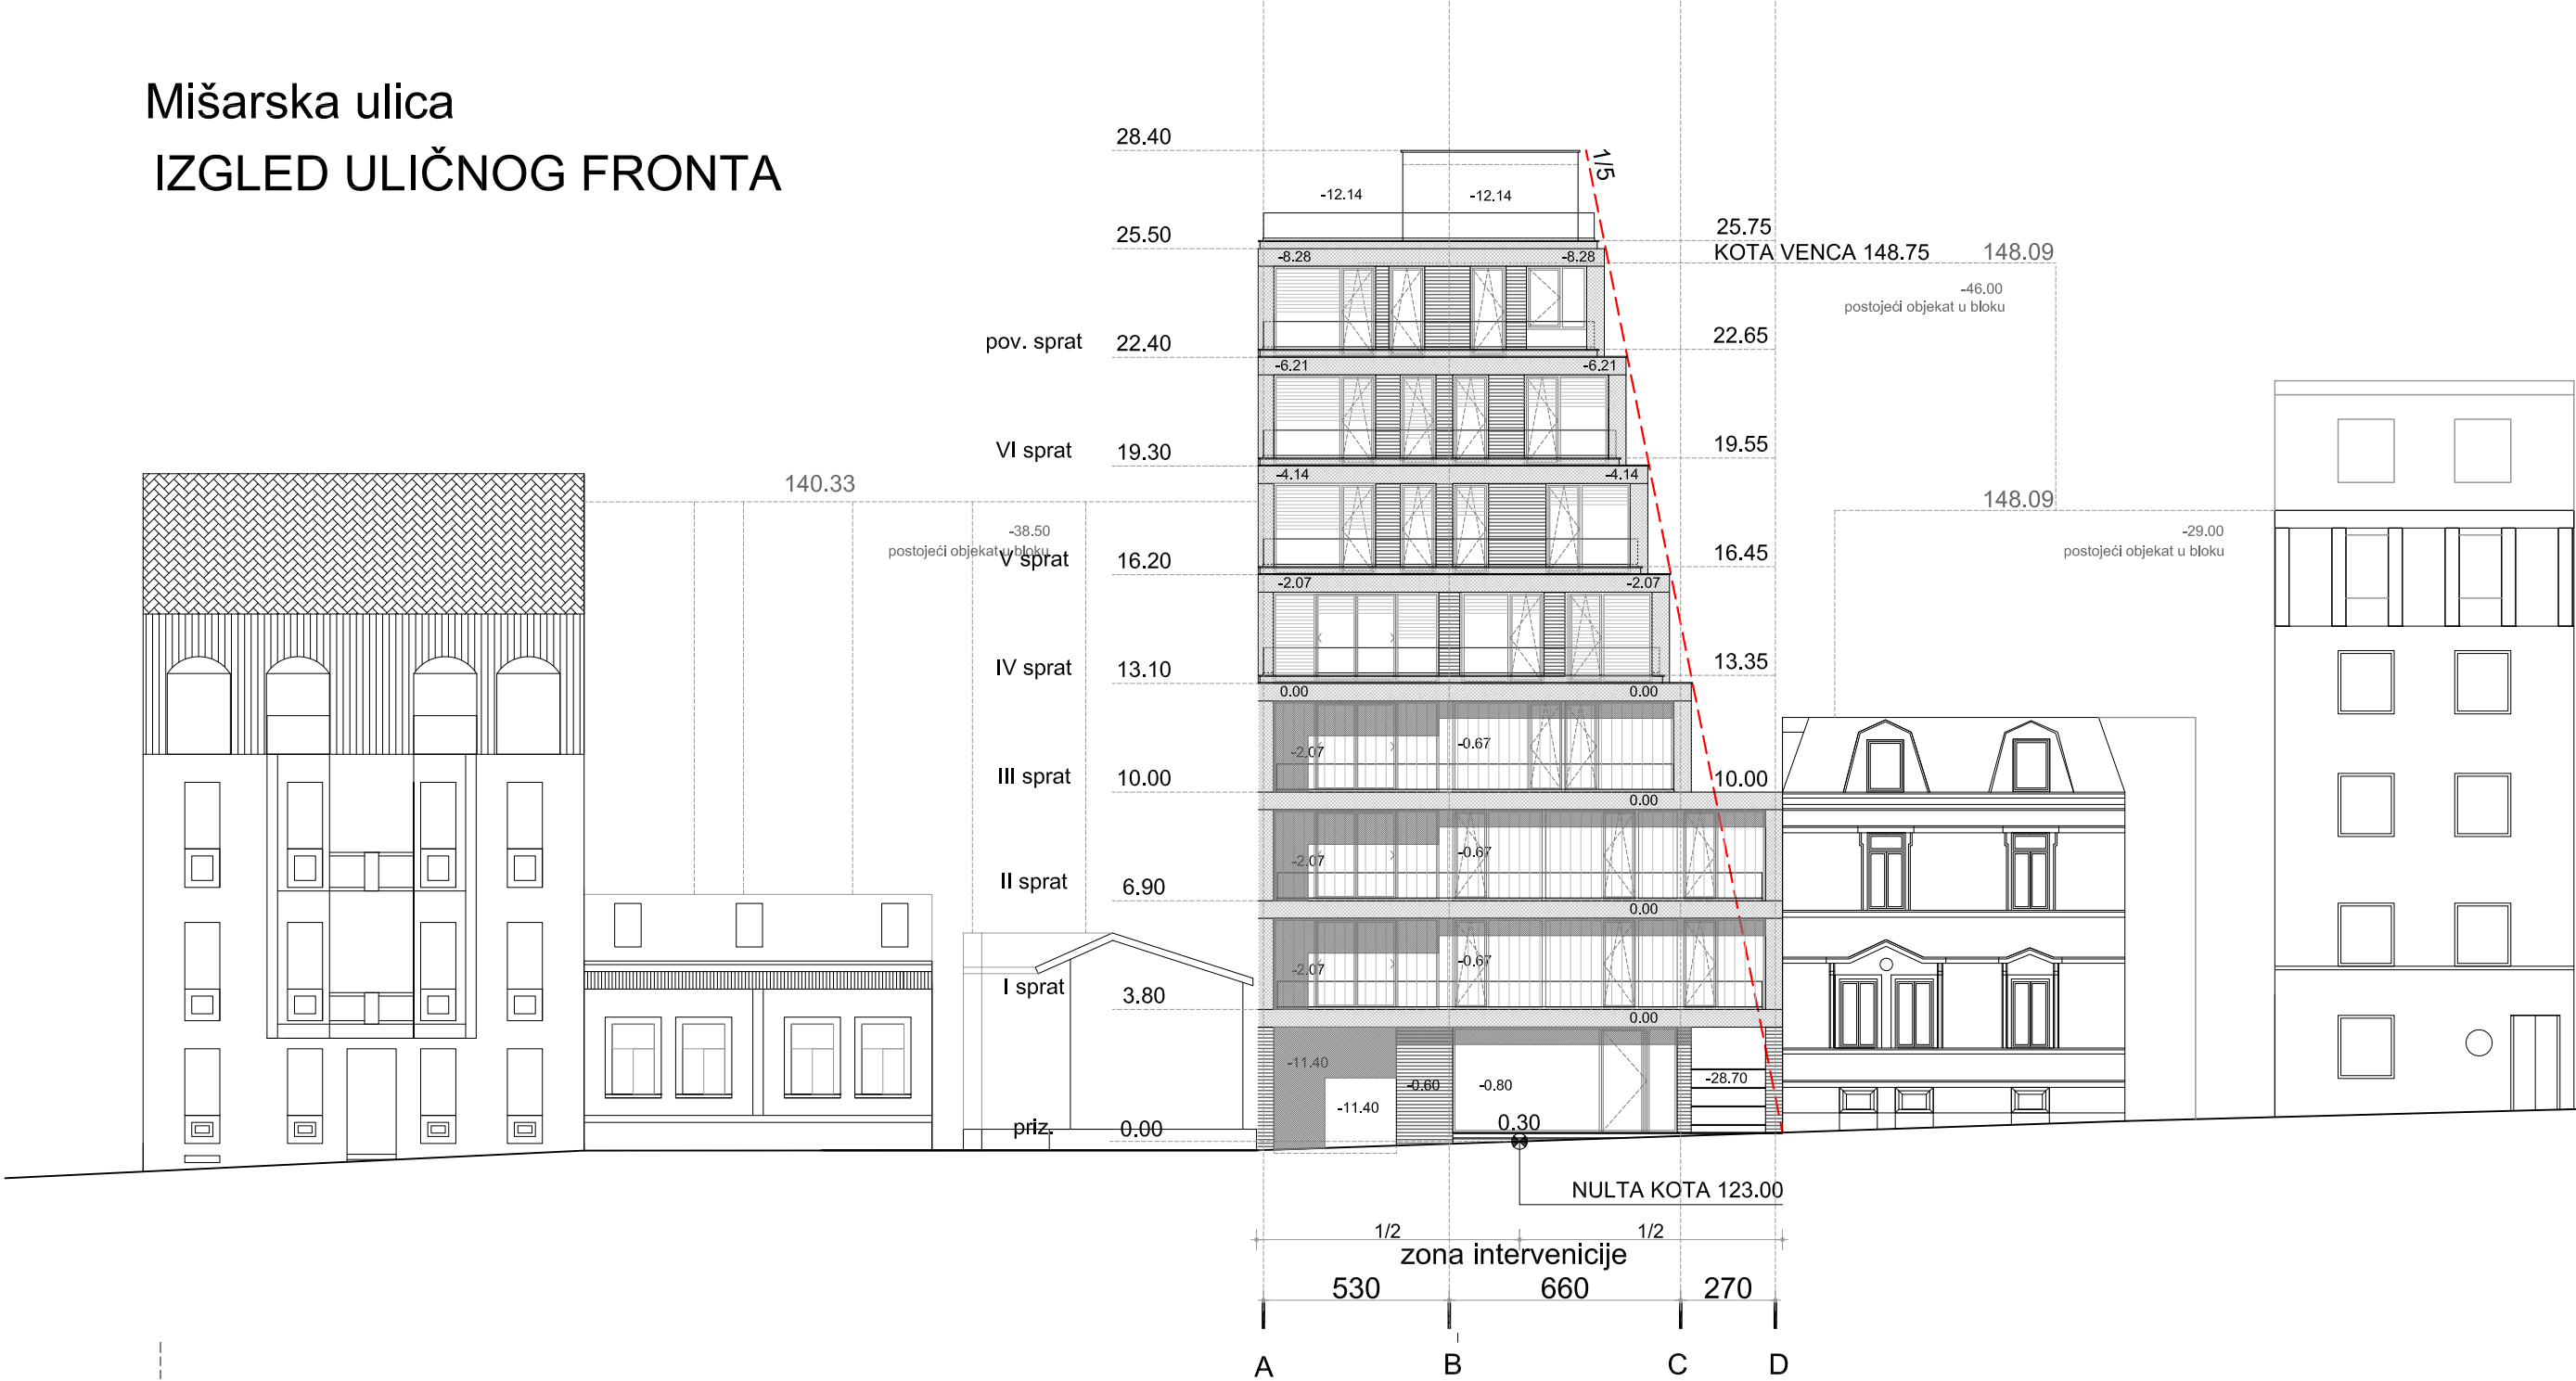 Mišarska ulica
IZGLED ULIČNOG FRONTA
28.40
1/5
-12.14
-12.14
25.50
25.75
KOTA VENCA 148.75
148.09
-8.28
-8.28
-46.00
postojeći objekat u bloku
pov. sprat
22.40
22.65
-6.21
-6.21
VI sprat
19.30
19.55
-4.14
-4.14
140.33
148.09
-38.50
postojeći objekat u bloku
-29.00
postojeći objekat u bloku
V sprat
16.20
16.45
-2.07
-2.07
IV sprat
13.10
13.35
0.00
0.00
-2.07
-0.67
III sprat
10.00
10.00
0.00
-2.07
-0.67
II sprat
6.90
0.00
-2.07
-0.67
I sprat
3.80
0.00
-11.40
-11.40
-0.60
-0.80
-28.70
priz.
0.00
0.30
NULTA KOTA 123.00
1/2
1/2
zona intervenicije
530
660
270
A
B
C
D